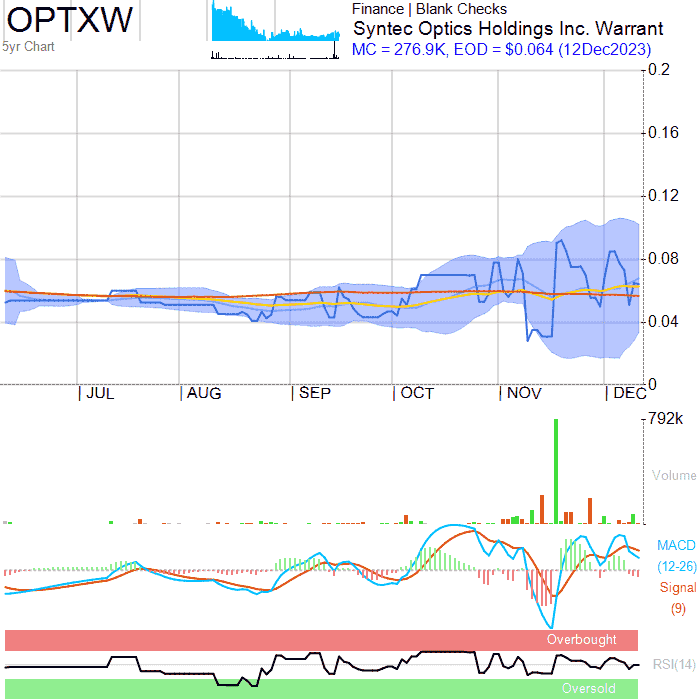 OPTXW
5yr Chart
Finance | Blank Checks
Syntec Optics Holdings Inc. Warrant
MC = 276.9K, EOD = $0.064 (12Dec2023)
0.2
0.16
0.12
0.08
0.04
0
| JUL | AUG | SEP | OCT | NOV | DEC
792k
Volume
MACD
(12-26)
Signal
(9)
Overbought
RSI(14)
Oversold